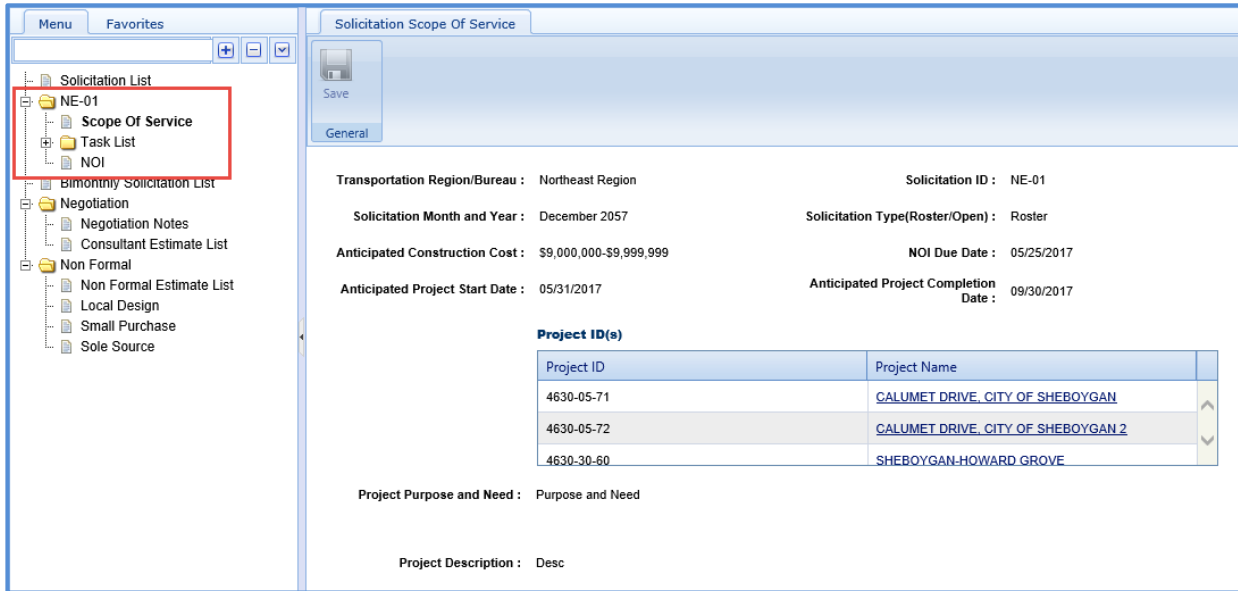 Menu
Favorites
Solicitation List
NE-01
Scope Of Service
Task List
NOI
Bimonthly Solicitation List
Negotiation
Negotiation Notes
Consultant Estimate List
Non Formal
Non Formal Estimate List
Local Design
Small Purchase
Sole Source
Solicitation Scope Of Service
Save
General
Transportation Region/Bureau : Northeast Region
Solicitation ID : NE-01
Solicitation Month and Year : December 2057
Solicitation Type(Roster/Open) : Roster
Anticipated Construction Cost : $9,000,000-$9,999,999
NOI Due Date : 05/25/2017
Anticipated Project Start Date : 05/31/2017
Anticipated Project Completion
Date : 09/30/2017
Project ID(s)
Project ID Project Name
4630-05-71 CALUMET DRIVE, CITY OF SHEBOYGAN
4630-05-72 CALUMET DRIVE, CITY OF SHEBOYGAN 2
4630-30-60 SHEBOYGAN-HOWARD GROVE
Project Purpose and Need : Purpose and Need
Project Description : Desc